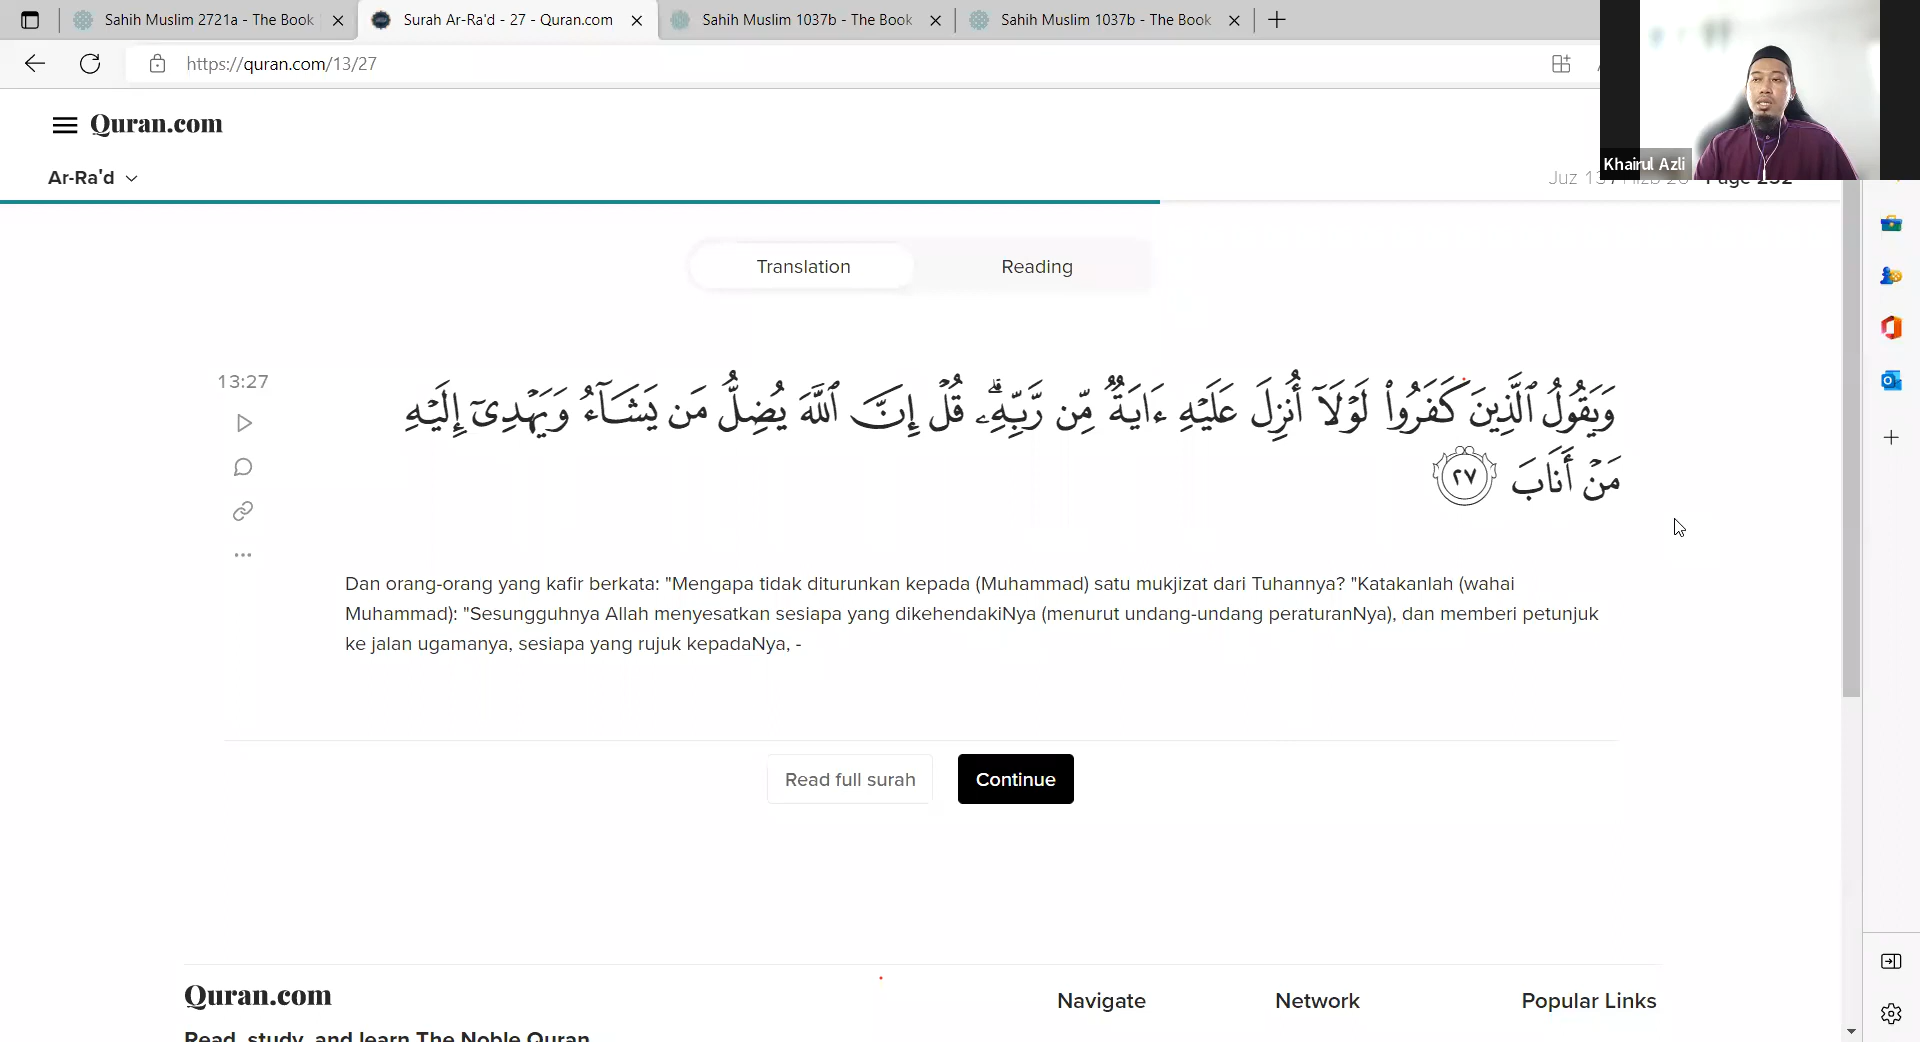 Sahih Muslim 2721a - The Book
Surah Ar-Ra'd - 27 - Quran.com
Sahih Muslim 1037b - The Book
Sahih Muslim 1037b - The Book
https://quran.com/13/27
Quran.com
Khairul Azli
Ar-Ra'd
Juz 13
Translation
Reading
13:27
وَيَقُولُ ٱلَّذِينَ كَفَرُوا۟ لَوْلَآ أُنزِلَ عَلَيْهِ ءَايَةٌ مِّن رَّبِّهِۦ ۗ قُلْ إِنَّ ٱللَّهَ يُضِلُّ مَن يَشَآءُ وَيَهْدِىٓ إِلَيْهِ
مَنْ أَنَابَ ٢٧
Dan orang-orang yang kafir berkata: "Mengapa tidak diturunkan kepada (Muhammad) satu mukjizat dari Tuhannya? "Katakanlah (wahai
Muhammad): "Sesungguhnya Allah menyesatkan sesiapa yang dikehendakiNya (menurut undang-undang peraturanNya), dan memberi petunjuk
ke jalan ugamanya, sesiapa yang rujuk kepadaNya, -
Read full surah
Continue
Quran.com
Navigate
Network
Popular Links
Read, study, and learn The Noble Quran